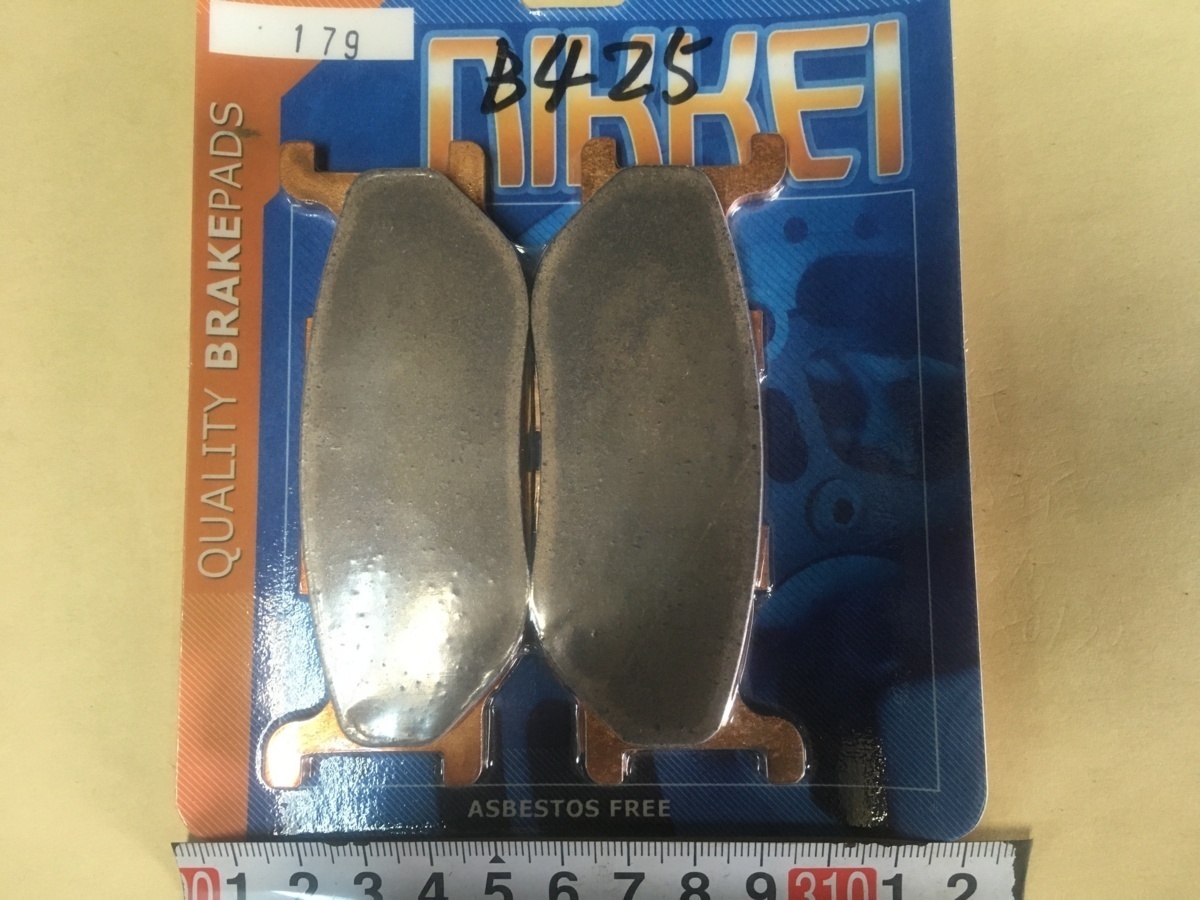 179
B425
NIKKEI
QUALITY BRAKEPADS
ASBESTOS FREE
0 1 2 3 4 5 6 7 8 9 310 1 2